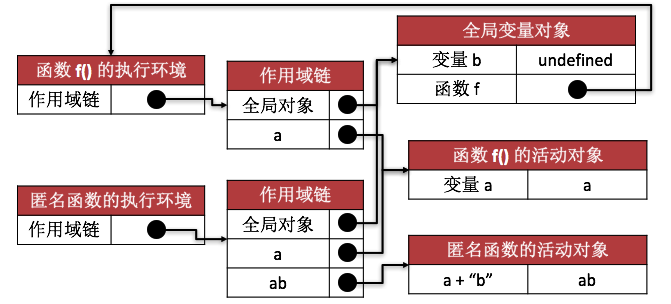 全局变量对象
变量 b undefined
函数 f
函数 f() 的执行环境
作用域链
作用域链
全局对象
a
函数 f() 的活动对象
变量 a a
匿名函数的执行环境
作用域链
作用域链
全局对象
a
ab
匿名函数的活动对象
a + “b” ab